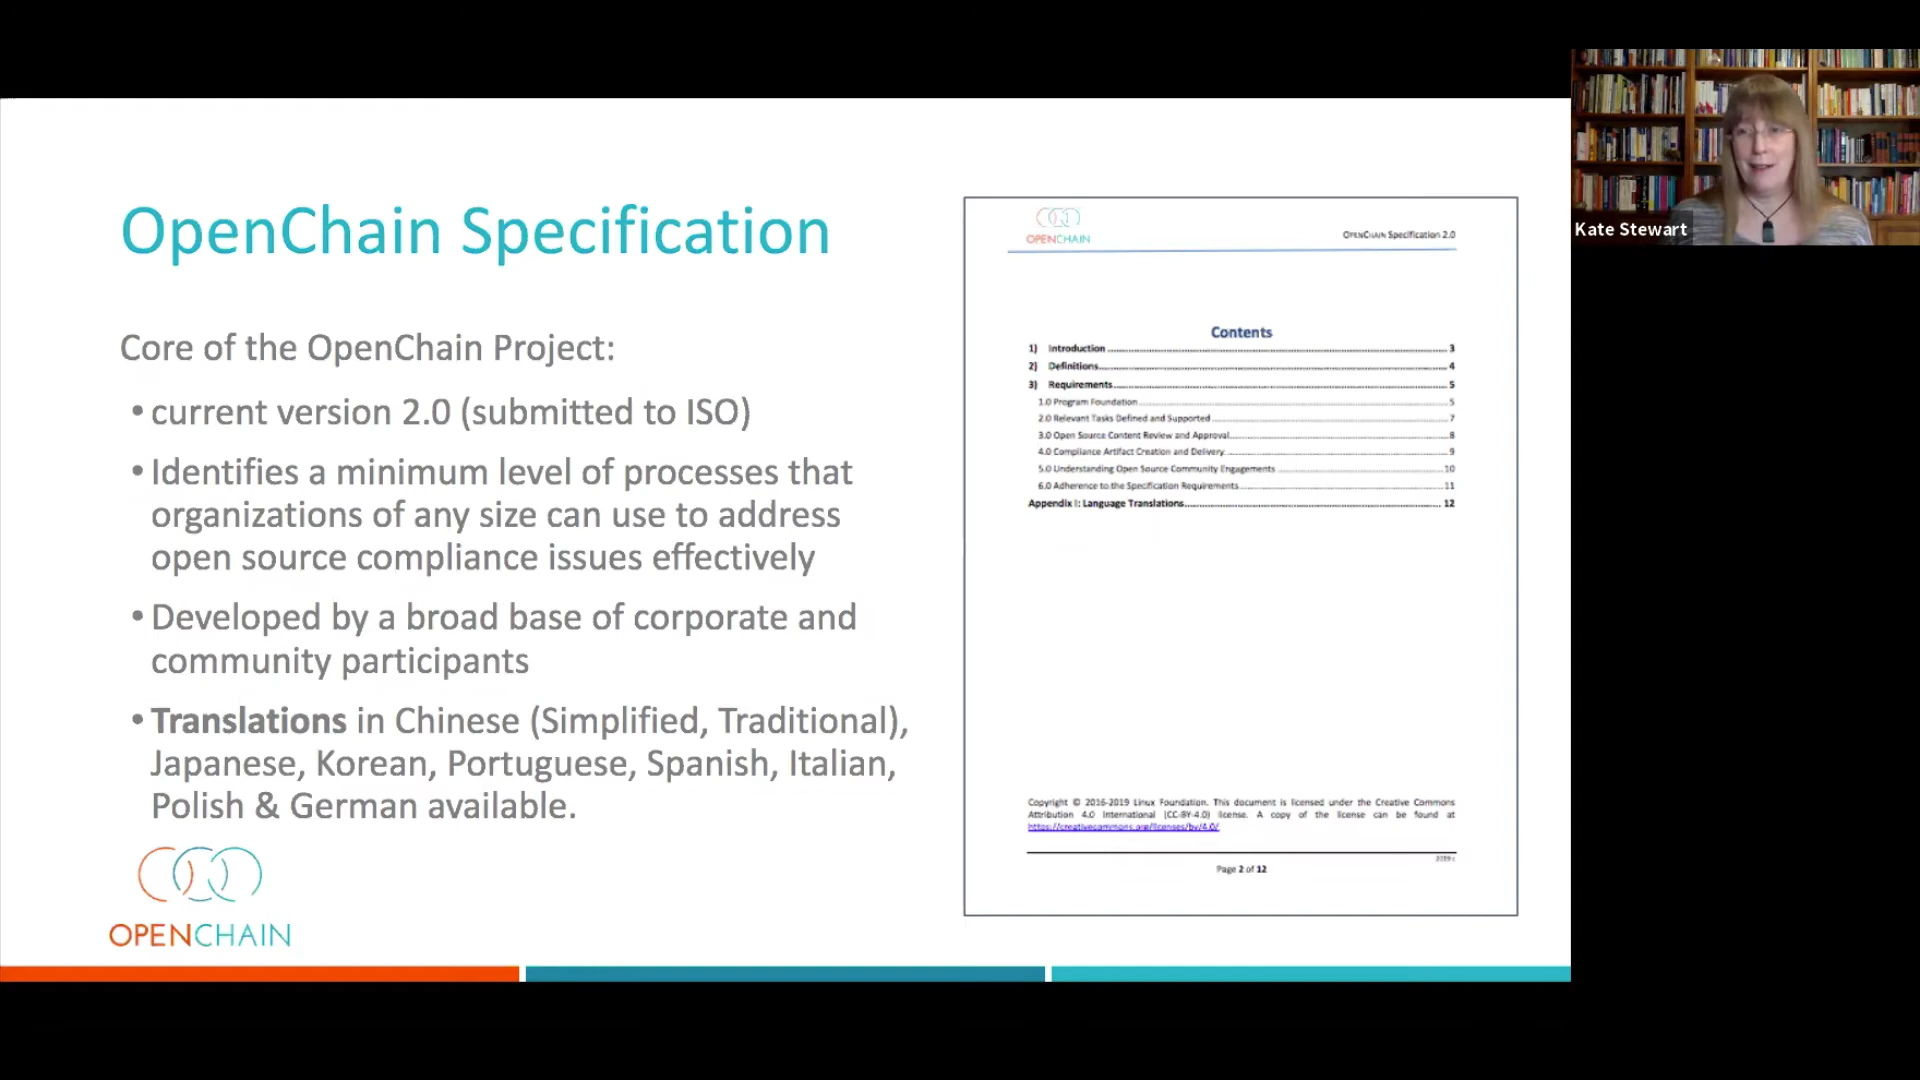 OpenChain Specification
Core of the OpenChain Project:
• current version 2.0 (submitted to ISO)
• Identifies a minimum level of processes that
organizations of any size can use to address
open source compliance issues effectively
• Developed by a broad base of corporate and
community participants
• Translations in Chinese (Simplified, Traditional),
Japanese, Korean, Portuguese, Spanish, Italian,
Polish & German available.
OPENCHAIN
OPENCHAIN
OPENCHAIN Specification 2.0
Contents
1) Introduction 3
2) Definitions 4
3) Requirements 5
1.0 Program Foundation 5
2.0 Relevant Tasks Defined and Supported 7
3.0 Open Source Content Review and Approval 8
4.0 Compliance Artifact Creation and Delivery 9
5.0 Understanding Open Source Community Engagements 10
6.0 Adherence to the Specification Requirements 11
Appendix I: Language Translations 12
Copyright © 2016-2019 Linux Foundation. This document is licensed under the Creative Commons
Attribution 4.0 International (CC-BY-4.0) license. A copy of the license can be found at
https://creativecommons.org/licenses/by/4.0/
Page 2 of 12
Kate Stewart